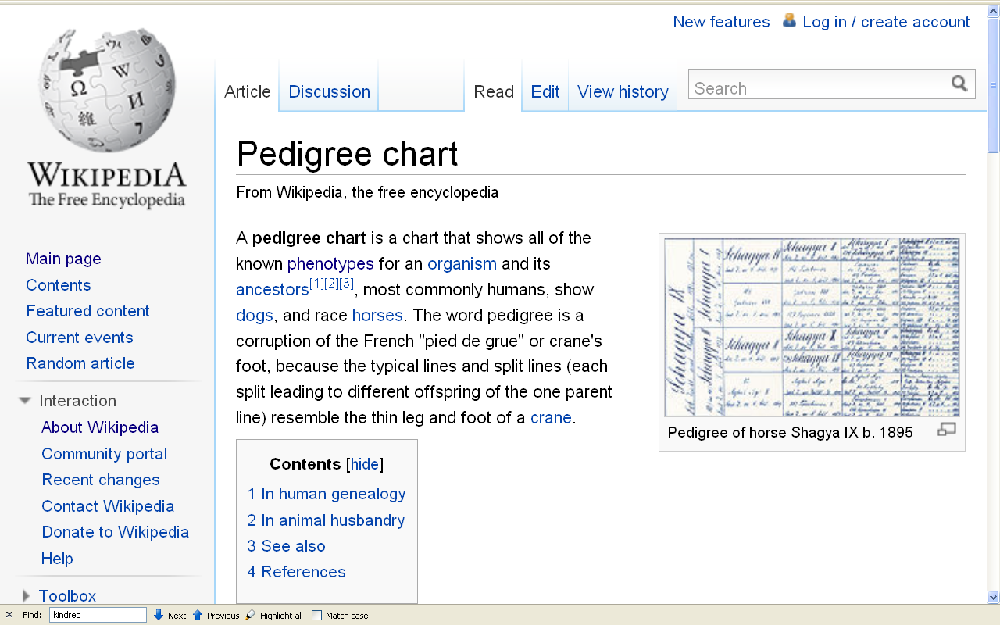 New features Log in / create account
Article Discussion Read Edit View history Search
WIKIPEDIA
The Free Encyclopedia
Main page
Contents
Featured content
Current events
Random article
Interaction
About Wikipedia
Community portal
Recent changes
Contact Wikipedia
Donate to Wikipedia
Help
Toolbox
Pedigree chart
From Wikipedia, the free encyclopedia
A pedigree chart is a chart that shows all of the
known phenotypes for an organism and its
ancestors[1][2][3], most commonly humans, show
dogs, and race horses. The word pedigree is a
corruption of the French "pied de grue" or crane's
foot, because the typical lines and split lines (each
split leading to different offspring of the one parent
line) resemble the thin leg and foot of a crane.
Schagya IX
Schagya X
Pedigree of horse Shagya IX b. 1895
Contents [hide]
1 In human genealogy
2 In animal husbandry
3 See also
4 References
Find: kindred Next Previous Highlight all Match case